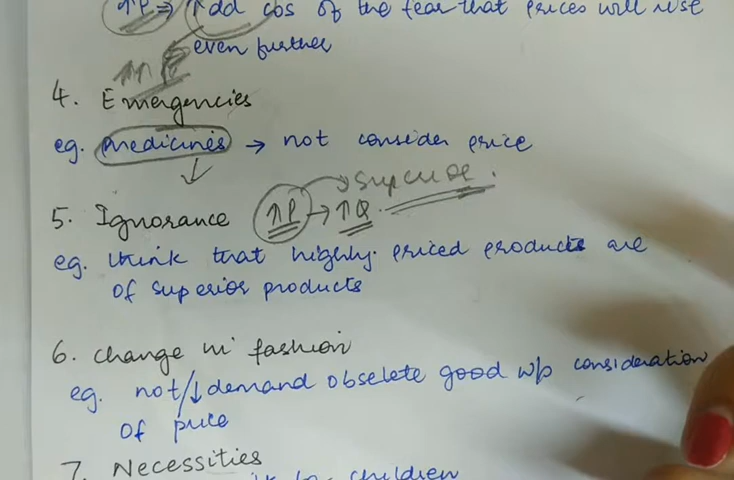 ↑P ⇒ ↑ dd cos of the fear that prices will rise
even further
4. Emergencies
eg. medicines → not consider price
↓
→ superior.
5. Ignorance ↑P → ↑Q
eg. think that highly priced products are
of superior products
6. Change in fashion
eg. not/↓ demand obselete good w/o consideration
of price
7. Necessities
children